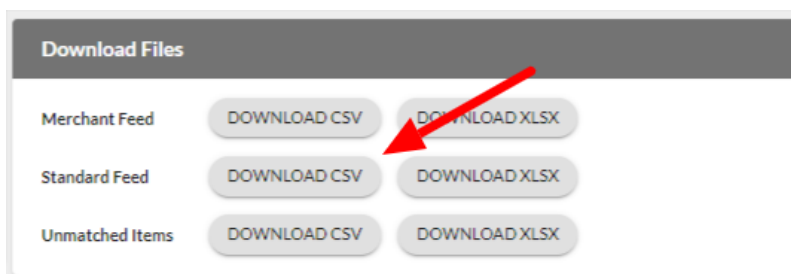 Download Files
Merchant Feed DOWNLOAD CSV DOWNLOAD XLSX
Standard Feed DOWNLOAD CSV DOWNLOAD XLSX
Unmatched Items DOWNLOAD CSV DOWNLOAD XLSX